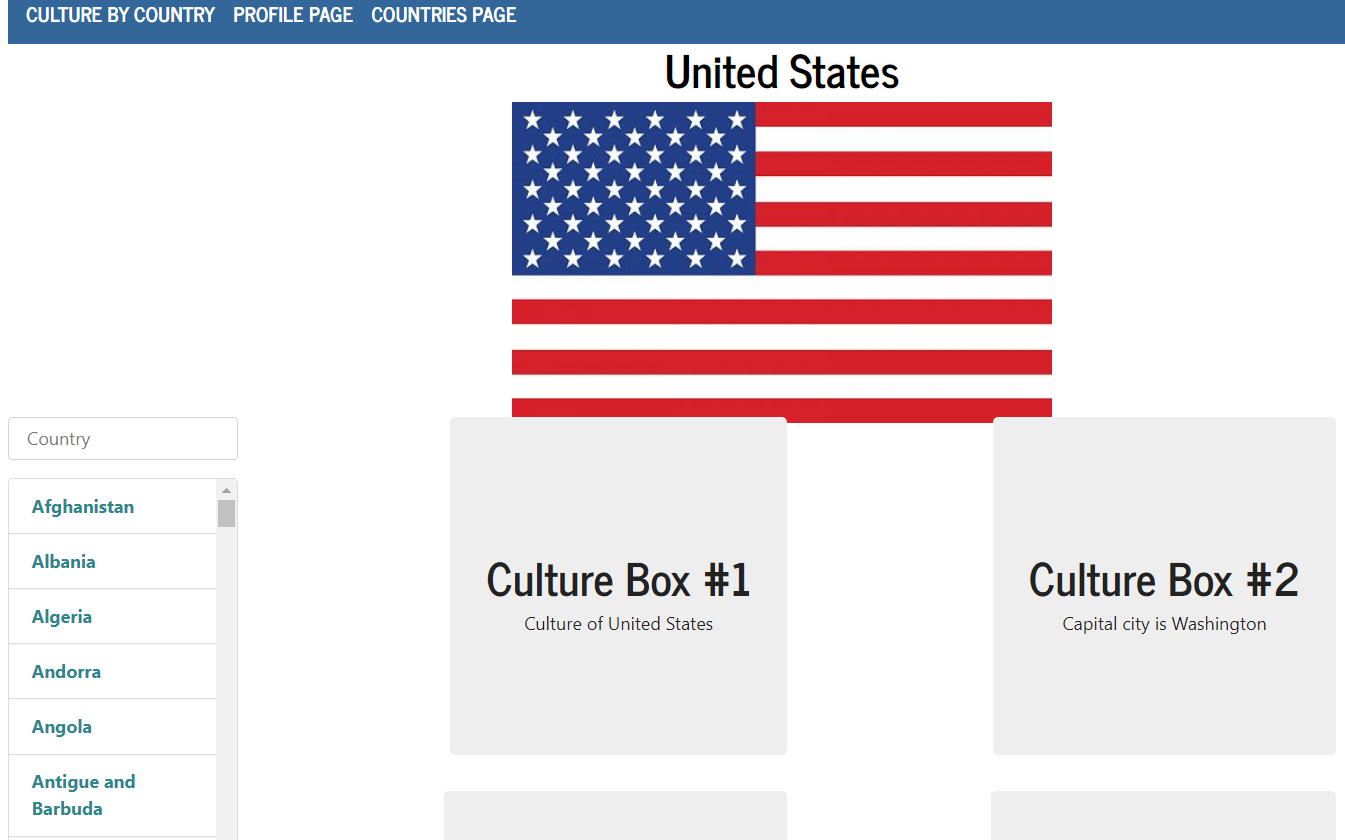 CULTURE BY COUNTRY PROFILE PAGE COUNTRIES PAGE
United States
Country
Afghanistan
Albania
Algeria
Andorra
Angola
Antigue and
Barbuda
Culture Box #1
Culture of United States
Culture Box #2
Capital city is Washington